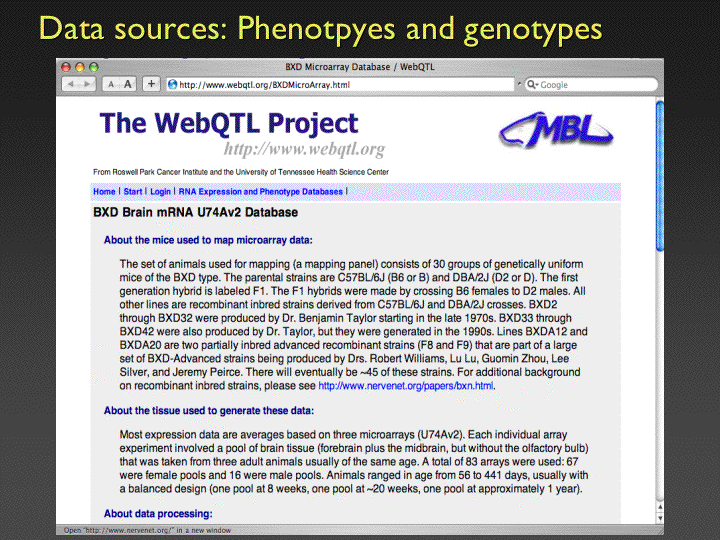 Data sources: Phenotpyes and genotypes
BXD Microarray Database / WebQTL
A A + http://www.webqtl.org/BXDMicroArray.html Google
The WebQTL Project
http://www.webqtl.org
MBL
From Roswell Park Cancer Institute and the University of Tennessee Health Science Center
Home | Start | Login | RNA Expression and Phenotype Databases |
BXD Brain mRNA U74Av2 Database
About the mice used to map microarray data:
The set of animals used for mapping (a mapping panel) consists of 30 groups of genetically uniform
mice of the BXD type. The parental strains are C57BL/6J (B6 or B) and DBA/2J (D2 or D). The first
generation hybrid is labeled F1. The F1 hybrids were made by crossing B6 females to D2 males. All
other lines are recombinant inbred strains derived from C57BL/6J and DBA/2J crosses. BXD2
through BXD32 were produced by Dr. Benjamin Taylor starting in the late 1970s. BXD33 through
BXD42 were also produced by Dr. Taylor, but they were generated in the 1990s. Lines BXDA12 and
BXDA20 are two partially inbred advanced recombinant strains (F8 and F9) that are part of a large
set of BXD-Advanced strains being produced by Drs. Robert Williams, Lu Lu, Guomin Zhou, Lee
Silver, and Jeremy Peirce. There will eventually be ~45 of these strains. For additional background
on recombinant inbred strains, please see http://www.nervenet.org/papers/bxn.html.
About the tissue used to generate these data:
Most expression data are averages based on three microarrays (U74Av2). Each individual array
experiment involved a pool of brain tissue (forebrain plus the midbrain, but without the olfactory bulb)
that was taken from three adult animals usually of the same age. A total of 83 arrays were used: 67
were female pools and 16 were male pools. Animals ranged in age from 56 to 441 days, usually with
a balanced design (one pool at 8 weeks, one pool at ~20 weeks, one pool at approximately 1 year).
About data processing:
Open "http://www.nervenet.org/" in a new window